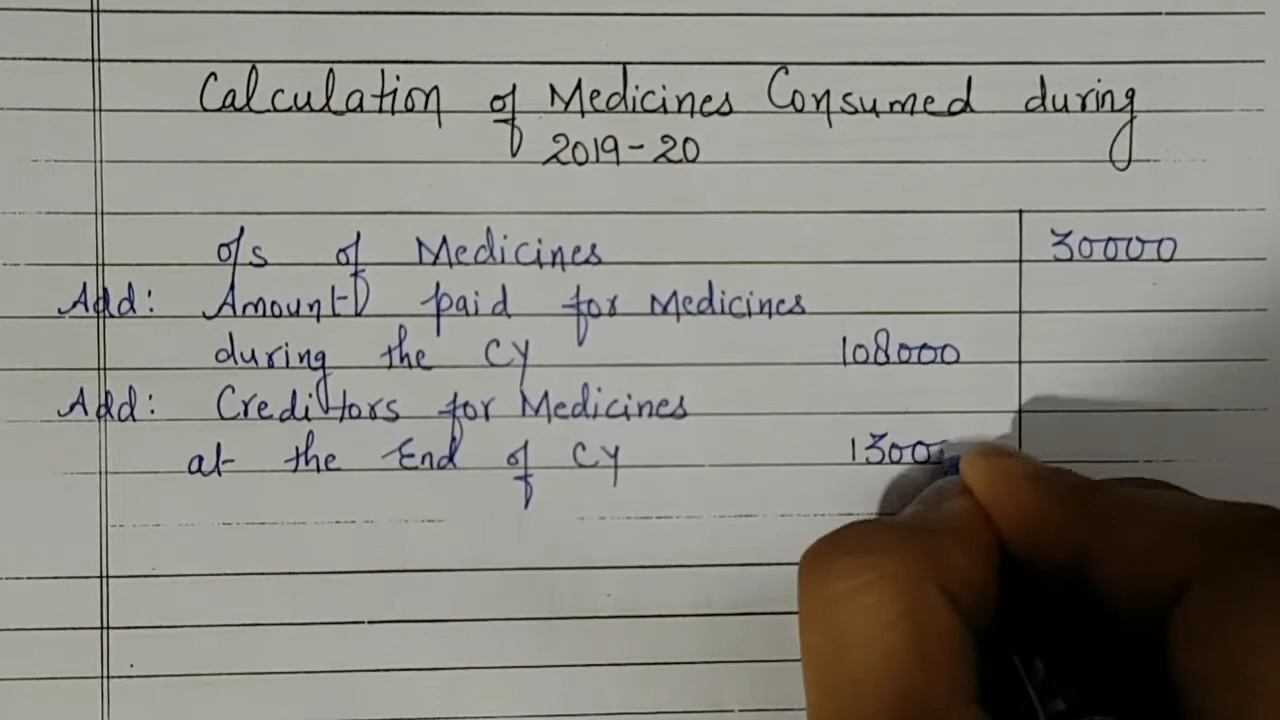 Calculation of Medicines Consumed during
2019-20
o/s of Medicines 30000
Add: Amount paid for Medicines
during the CY 108000
Add: Creditors for Medicines
at the End of CY 1300